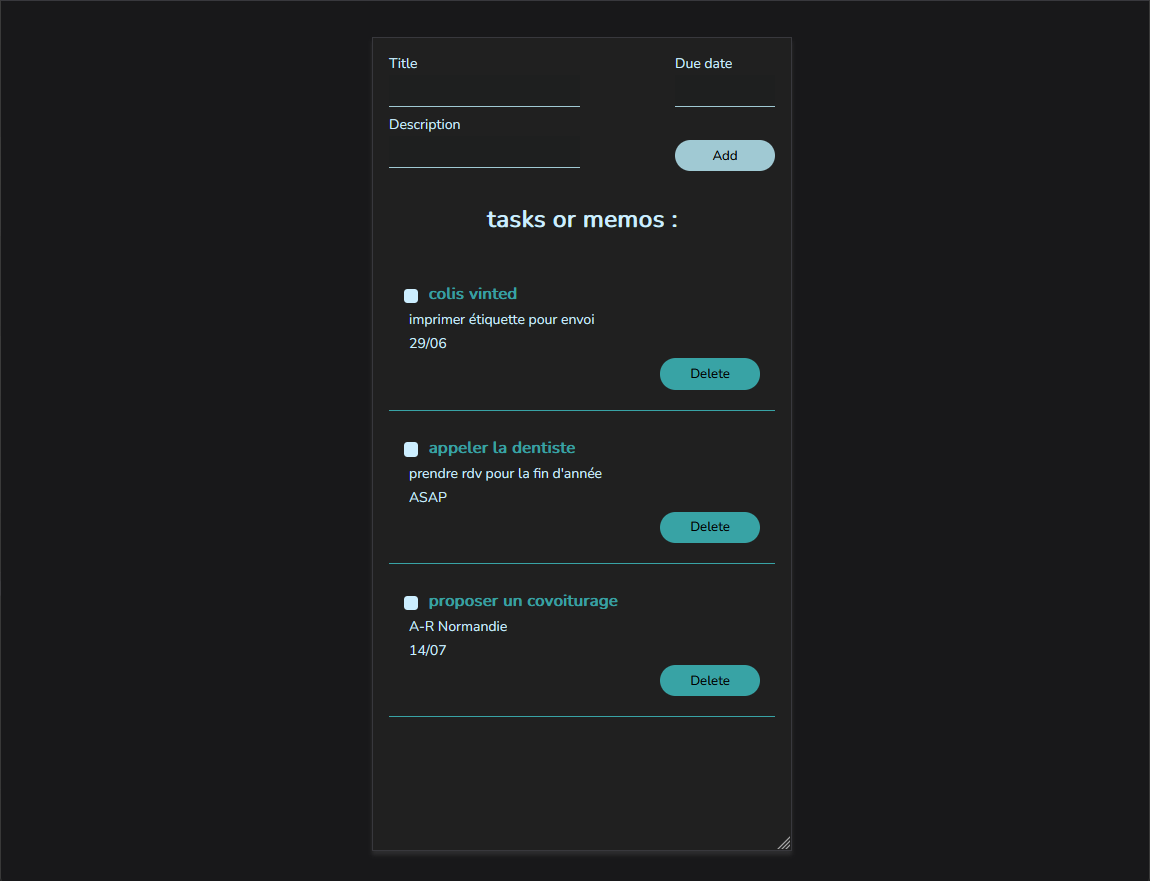 Title
Due date
Description
Add
tasks or memos :
colis vinted
imprimer étiquette pour envoi
29/06
Delete
appeler la dentiste
prendre rdv pour la fin d'année
ASAP
Delete
proposer un covoiturage
A-R Normandie
14/07
Delete